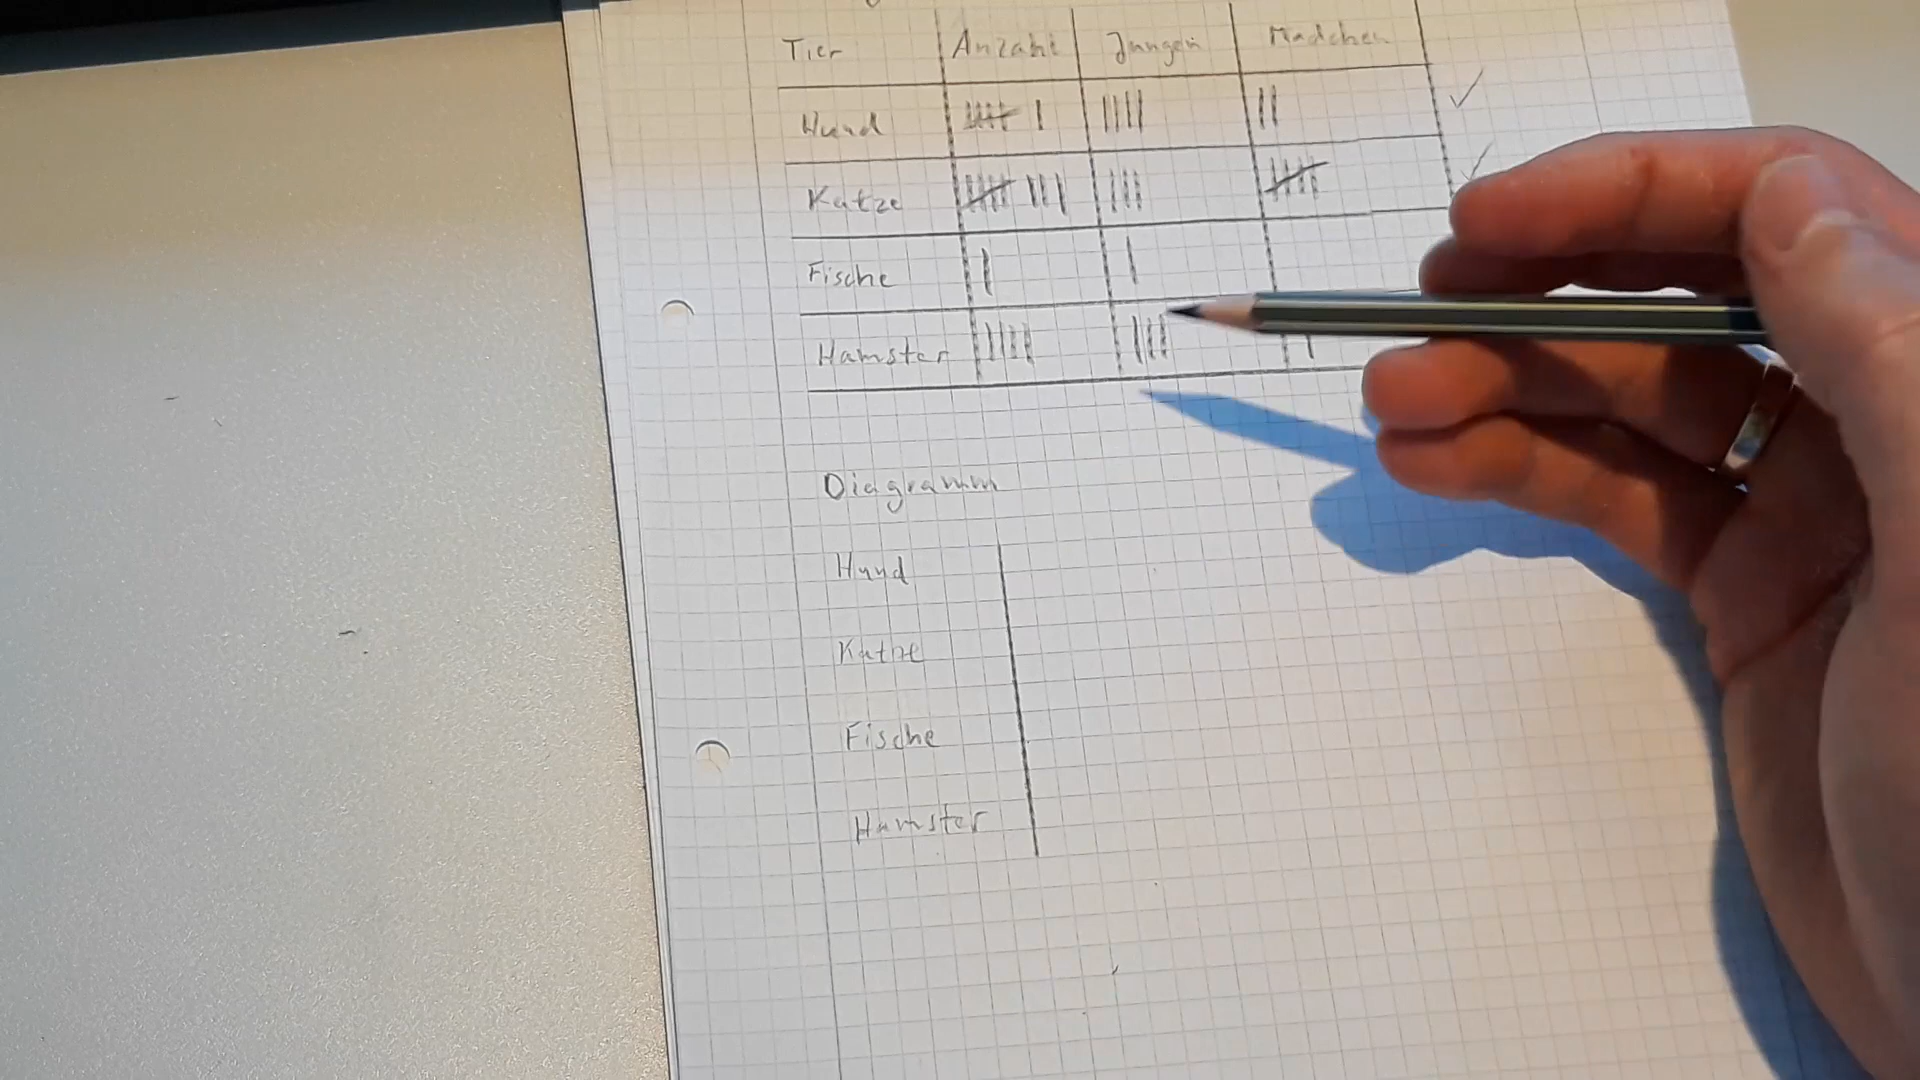 Tier Anzahl Jungen Mädchen
Hund
Katze
Fische
Hamster
Diagramm
Hund
Katze
Fische
Hamster